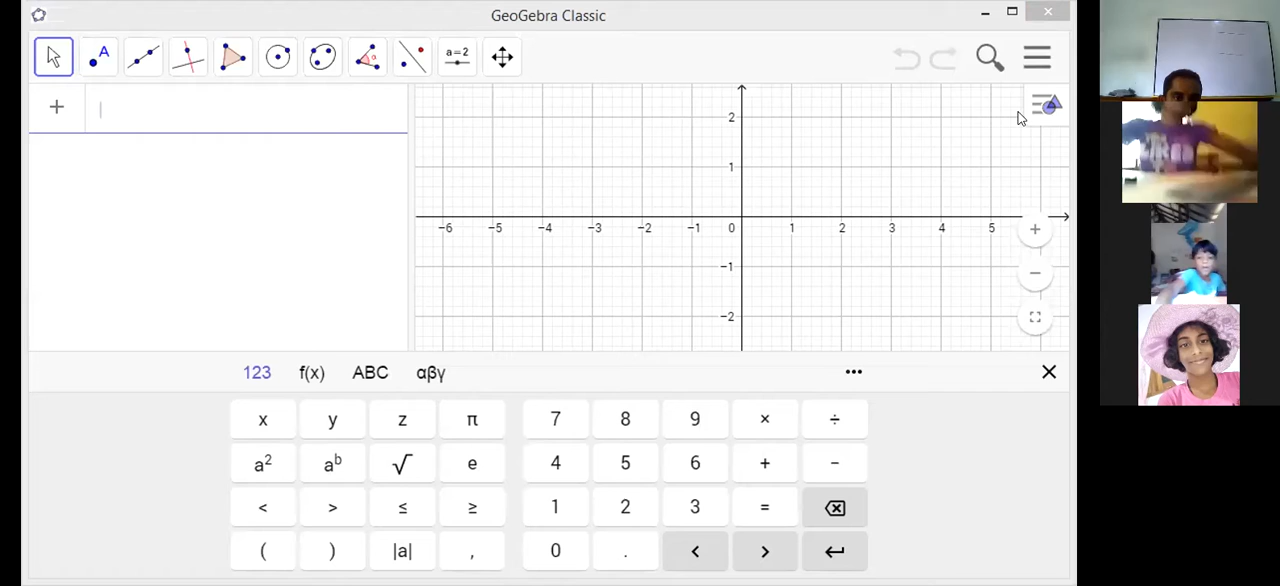 GeoGebra Classic
A
a=2
2
1
-6 -5 -4 -3 -2 -1 0 1 2 3 4 5
-1
-2
123 f(x) ABC αβγ •••
x y z π 7 8 9 × ÷
a² aᵇ √ e 4 5 6 + −
< > ≤ ≥ 1 2 3 =
( ) |a| , 0 . < >